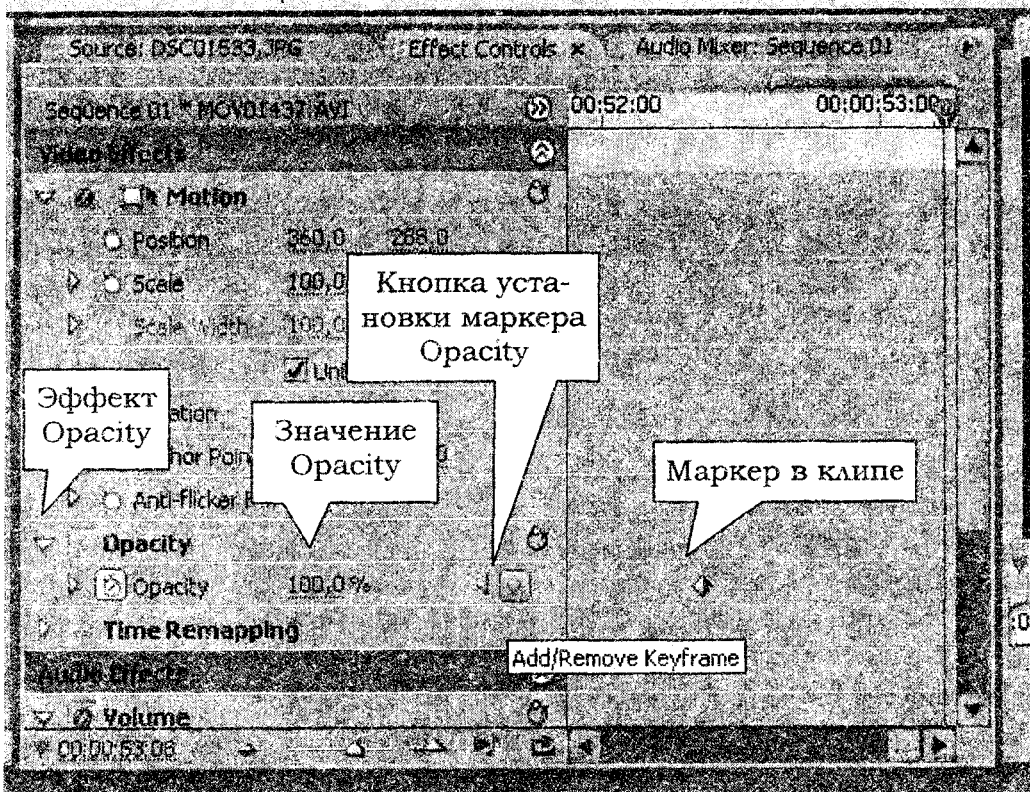 Source: DSC01533.JPG Effect Controls × Audio Mixer: Sequence 01
Sequence 01 * MOV01437.AVI 00:52:00 00:00:53:00
Video Effects
Motion
Position 360,0 288,0
Scale 100,0
Scale Width 100,0
Кнопка уста-
новки маркера
Opacity
Эффект
Opacity
Значение
Opacity
Маркер в клипе
Anti-flicker
Opacity
Opacity 100,0 %
Time Remapping
Add/Remove Keyframe
Audio Effects
Volume
00:00:53:08